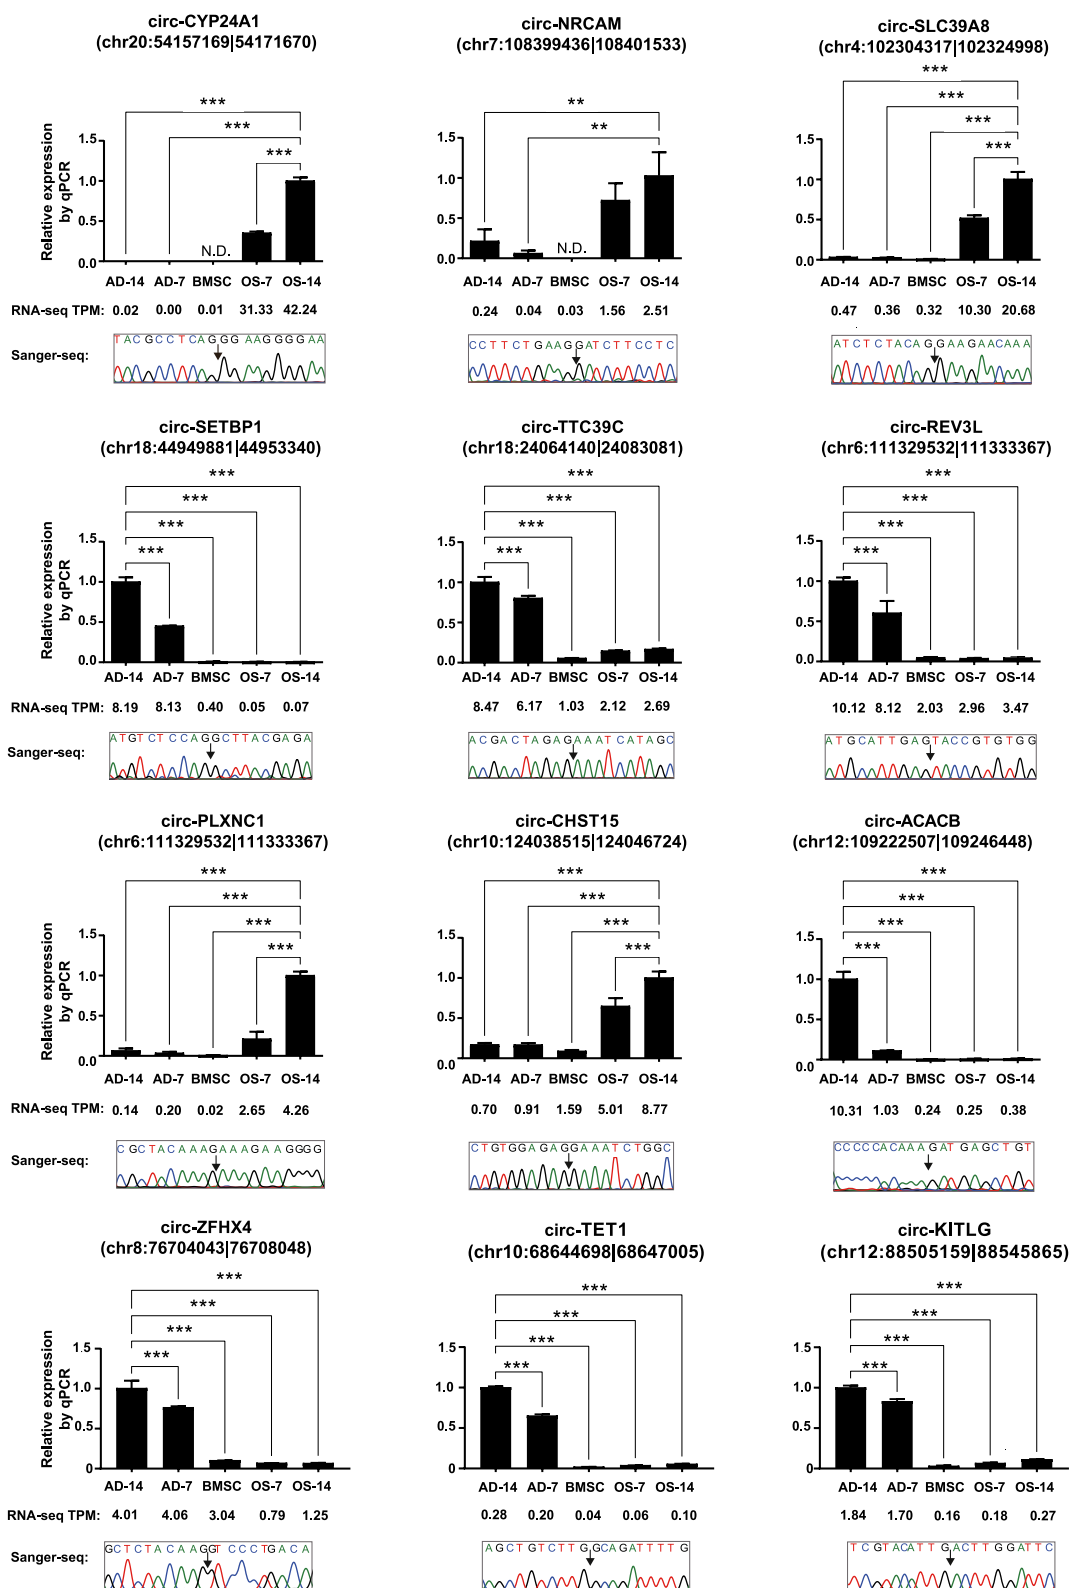 circ-CYP24A1
(chr20:54157169|54171670)
circ-NRCAM
(chr7:108399436|108401533)
circ-SLC39A8
(chr4:102304317|102324998)
***
***
***
**
**
***
***
***
***
Relative expression
by qPCR
1.5
1.0
0.5
0.0
N.D.
1.5
1.0
0.5
0.0
N.D.
1.5
1.0
0.5
0.0
AD-14 AD-7 BMSC OS-7 OS-14
AD-14 AD-7 BMSC OS-7 OS-14
AD-14 AD-7 BMSC OS-7 OS-14
RNA-seq TPM: 0.02 0.00 0.01 31.33 42.24
0.24 0.04 0.03 1.56 2.51
0.47 0.36 0.32 10.30 20.68
Sanger-seq:
TACGCCTCAGGGAAGGGGAA
CCTTCTGAAGGATCTTCCTC
ATCTCTACAGGAAGAACAAA
circ-SETBP1
(chr18:44949881|44953340)
circ-TTC39C
(chr18:24064140|24083081)
circ-REV3L
(chr6:111329532|111333367)
***
***
***
***
***
***
***
***
***
***
***
***
Relative expression
by qPCR
1.5
1.0
0.5
0.0
1.5
1.0
0.5
0.0
1.5
1.0
0.5
0.0
AD-14 AD-7 BMSC OS-7 OS-14
AD-14 AD-7 BMSC OS-7 OS-14
AD-14 AD-7 BMSC OS-7 OS-14
RNA-seq TPM: 8.19 8.13 0.40 0.05 0.07
8.47 6.17 1.03 2.12 2.69
10.12 8.12 2.03 2.96 3.47
Sanger-seq:
ATGTCTCCAGGCTTACGAGA
ACGACTAGAGAAATCATAGC
ATGCATTGAGTACCGTGTGG
circ-PLXNC1
(chr6:111329532|111333367)
circ-CHST15
(chr10:124038515|124046724)
circ-ACACB
(chr12:109222507|109246448)
***
***
***
***
***
***
***
***
***
***
***
***
Relative expression
by qPCR
1.5
1.0
0.5
0.0
1.5
1.0
0.5
0.0
1.5
1.0
0.5
0.0
AD-14 AD-7 BMSC OS-7 OS-14
AD-14 AD-7 BMSC OS-7 OS-14
AD-14 AD-7 BMSC OS-7 OS-14
RNA-seq TPM: 0.14 0.20 0.02 2.65 4.26
0.70 0.91 1.59 5.01 8.77
10.31 1.03 0.24 0.25 0.38
Sanger-seq:
CGCTACAAAGAAAGAAGGGG
CTGTGGAGAGGAAATCTGGC
CCCCCACAAAGATGAGCTGT
circ-ZFHX4
(chr8:76704043|76708048)
circ-TET1
(chr10:68644698|68647005)
circ-KITLG
(chr12:88505159|88545865)
***
***
***
***
***
***
***
***
***
***
***
***
Relative expression
by qPCR
1.5
1.0
0.5
0
1.5
1.0
0.5
0
1.5
1.0
0.5
0
AD-14 AD-7 BMSC OS-7 OS-14
AD-14 AD-7 BMSC OS-7 OS-14
AD-14 AD-7 BMSC OS-7 OS-14
RNA-seq TPM: 4.01 4.06 3.04 0.79 1.25
0.28 0.20 0.04 0.06 0.10
1.84 1.70 0.16 0.18 0.27
Sanger-seq:
GCTCTACAAGGTCCCTGACA
AGCTGTCTTGGCAGATTTTG
TCGTACATTGACTTGGATTC